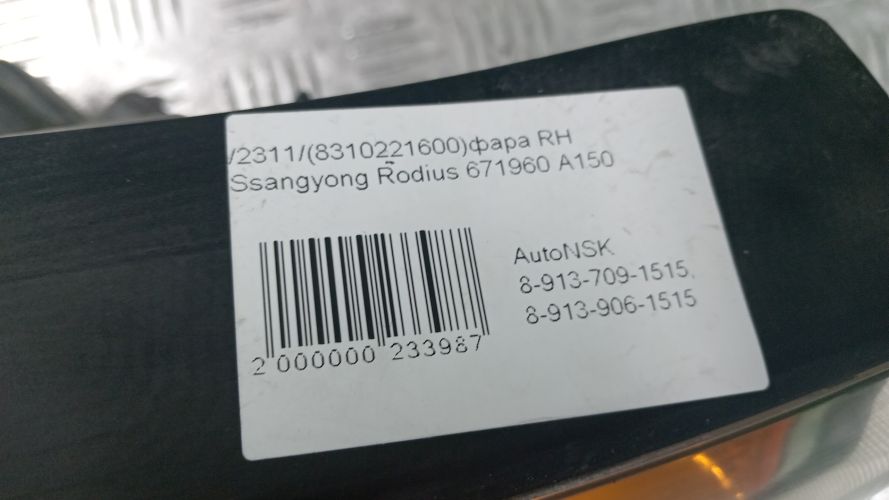 /2311/(8310221600)фара RH
Ssangyong Rodius 671960 A150
AutoNSK
8-913-709-1515,
8-913-906-1515
2 000000 233987